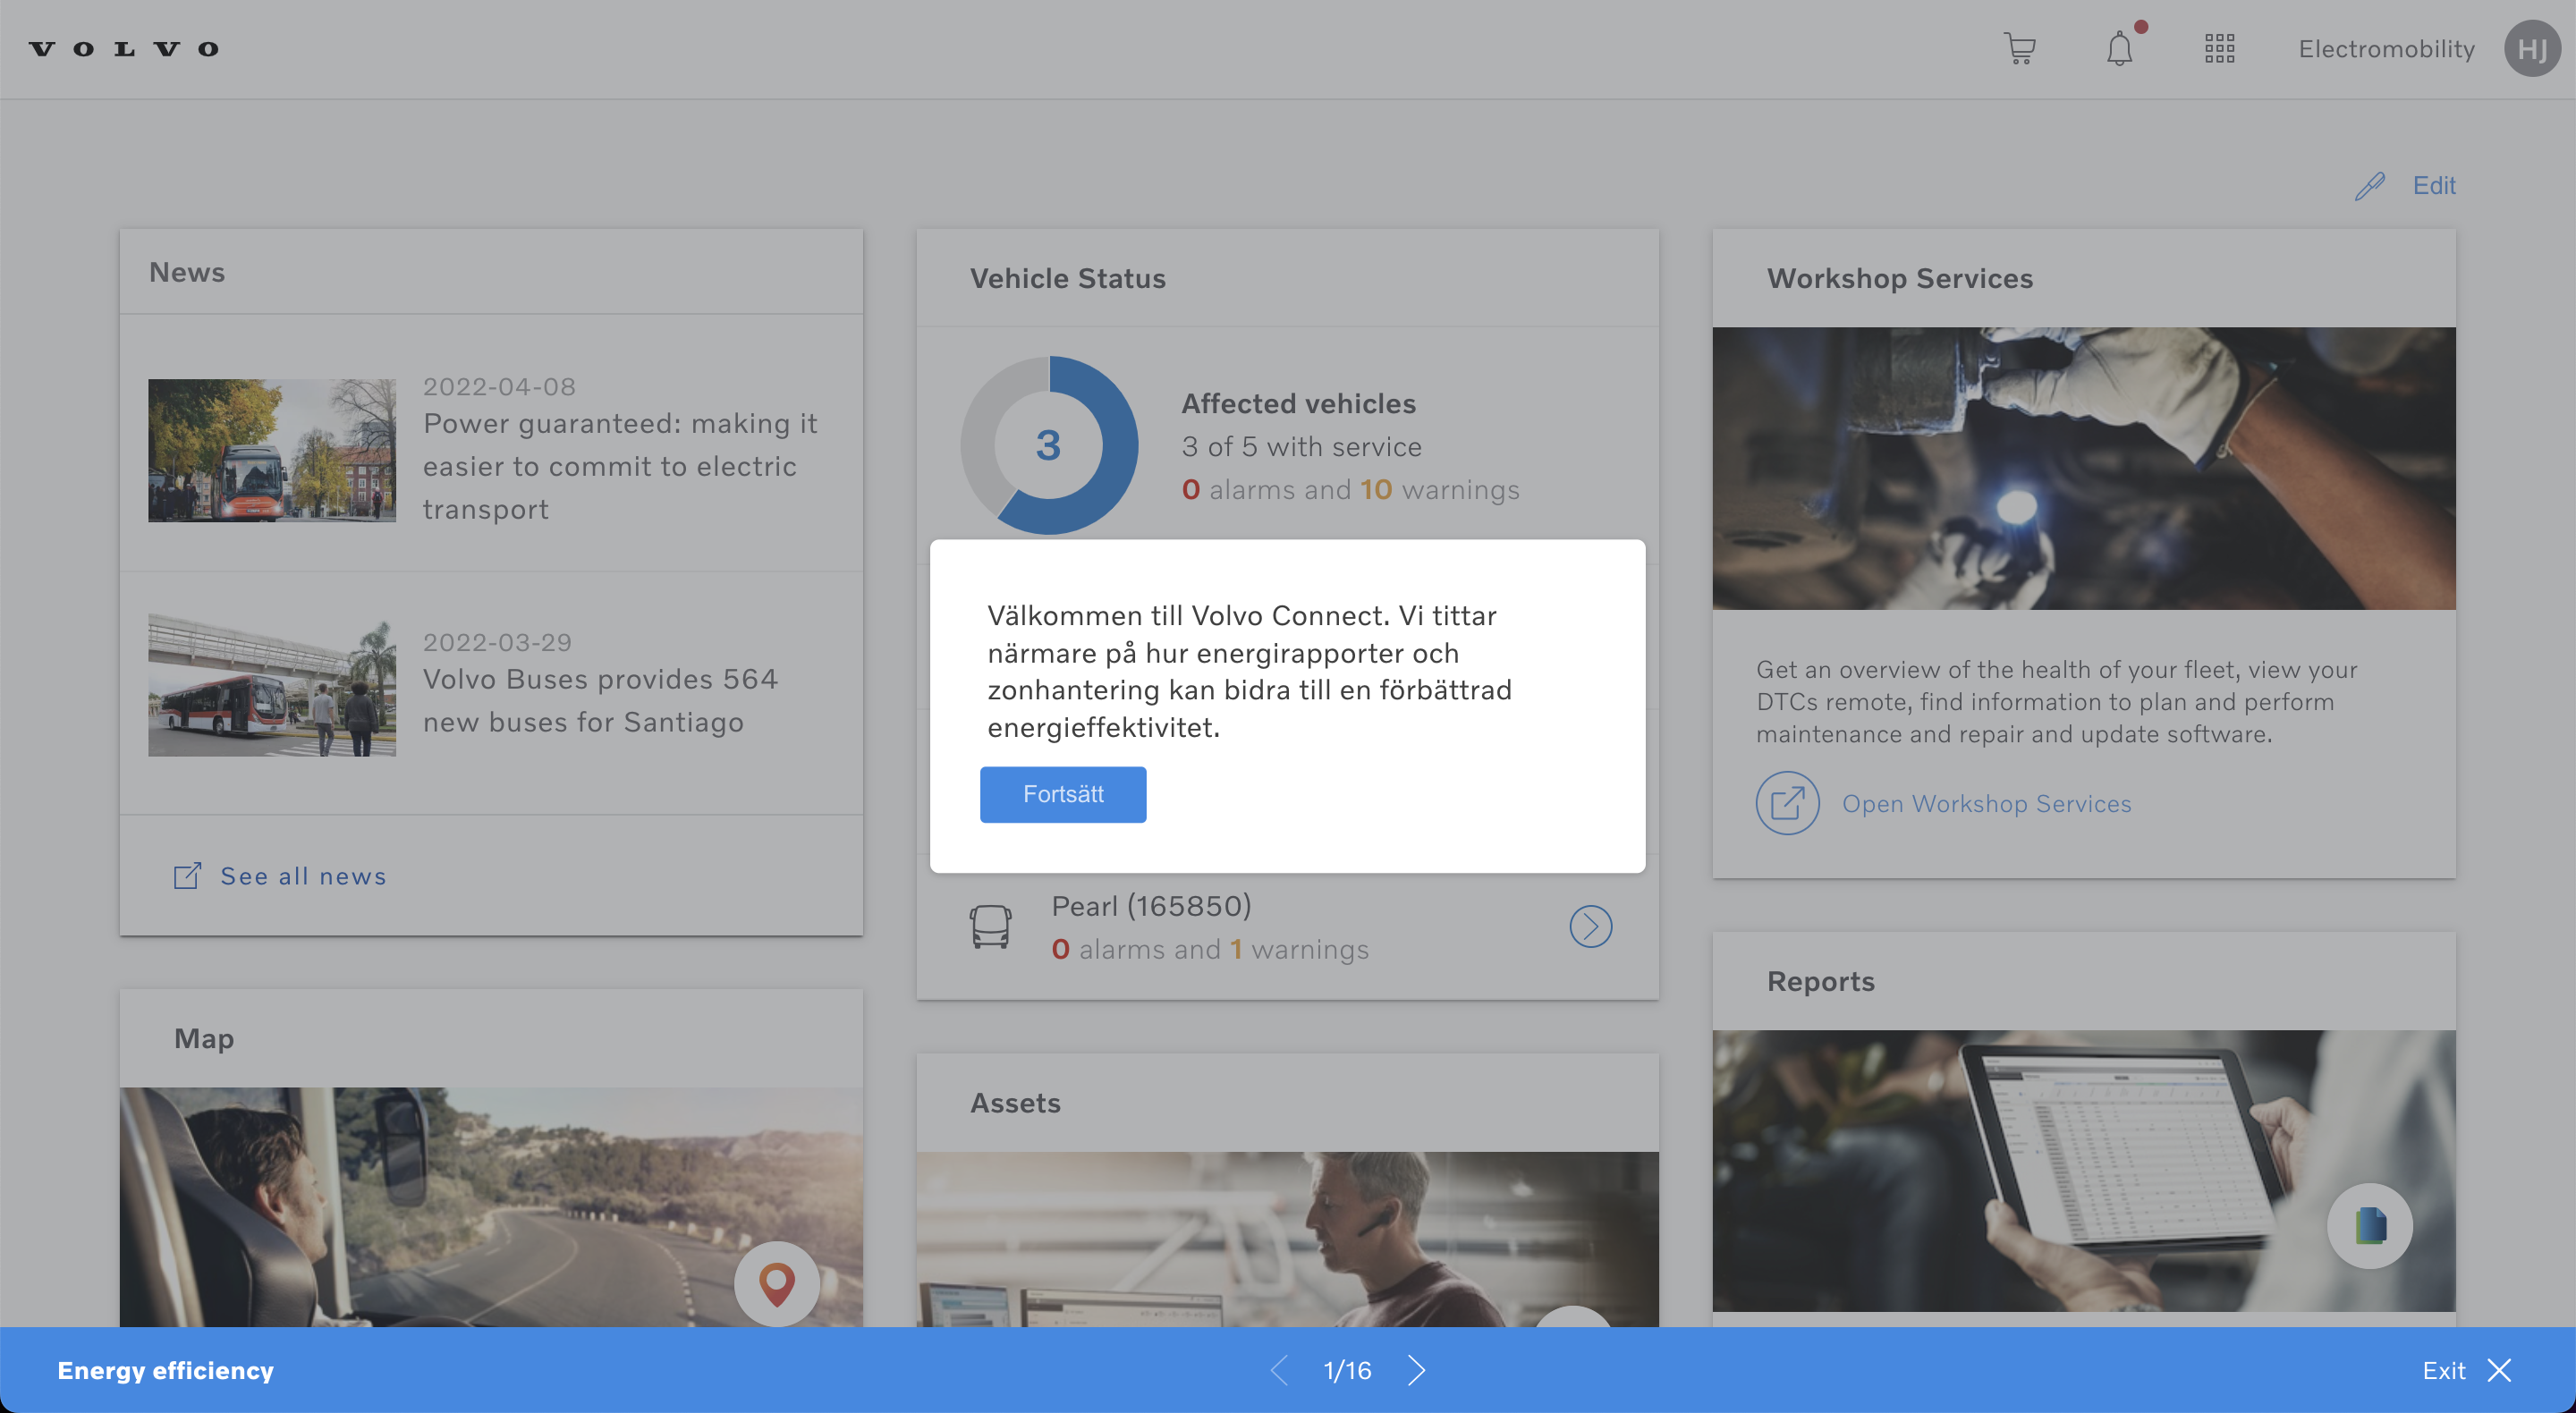 VOLVO
Electromobility
HJ
Edit
News
2022-04-08
Power guaranteed: making it
easier to commit to electric
transport
2022-03-29
Volvo Buses provides 564
new buses for Santiago
See all news
Map
Vehicle Status
3
Affected vehicles
3 of 5 with service
0 alarms and 10 warnings
Välkommen till Volvo Connect. Vi tittar
närmare på hur energirapporter och
zonhantering kan bidra till en förbättrad
energieffektivitet.
Fortsätt
Pearl (165850)
0 alarms and 1 warnings
Assets
Workshop Services
Get an overview of the health of your fleet, view your
DTCs remote, find information to plan and perform
maintenance and repair and update software.
Open Workshop Services
Reports
Energy efficiency
1/16
Exit